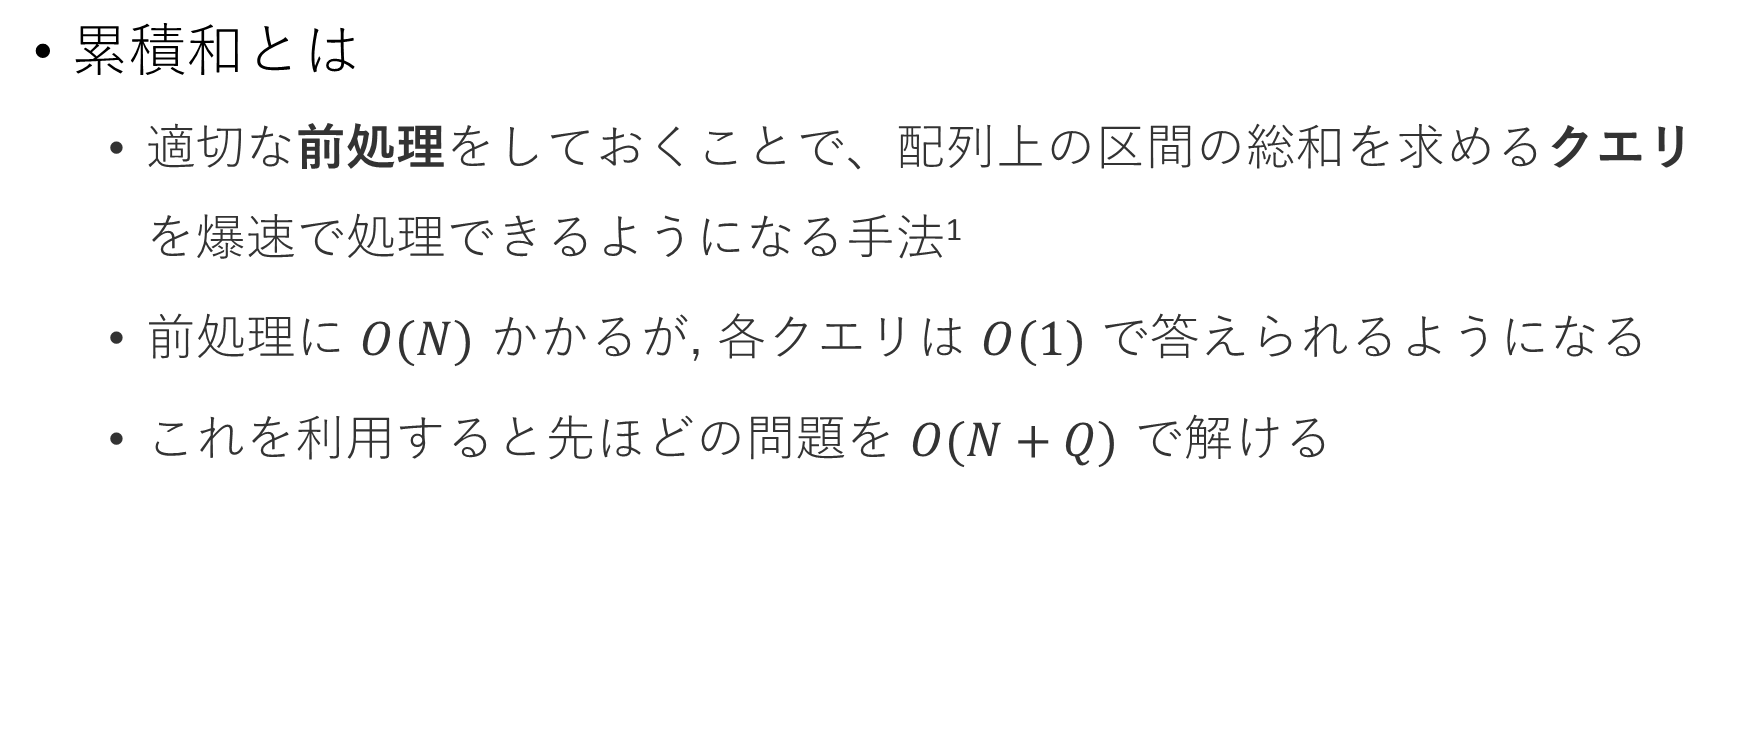 • 累積和とは
• 適切な前処理をしておくことで、配列上の区間の総和を求めるクエリ
を爆速で処理できるようになる手法¹
• 前処理に O(N) かかるが, 各クエリは O(1) で答えられるようになる
• これを利用すると先ほどの問題を O(N + Q) で解ける